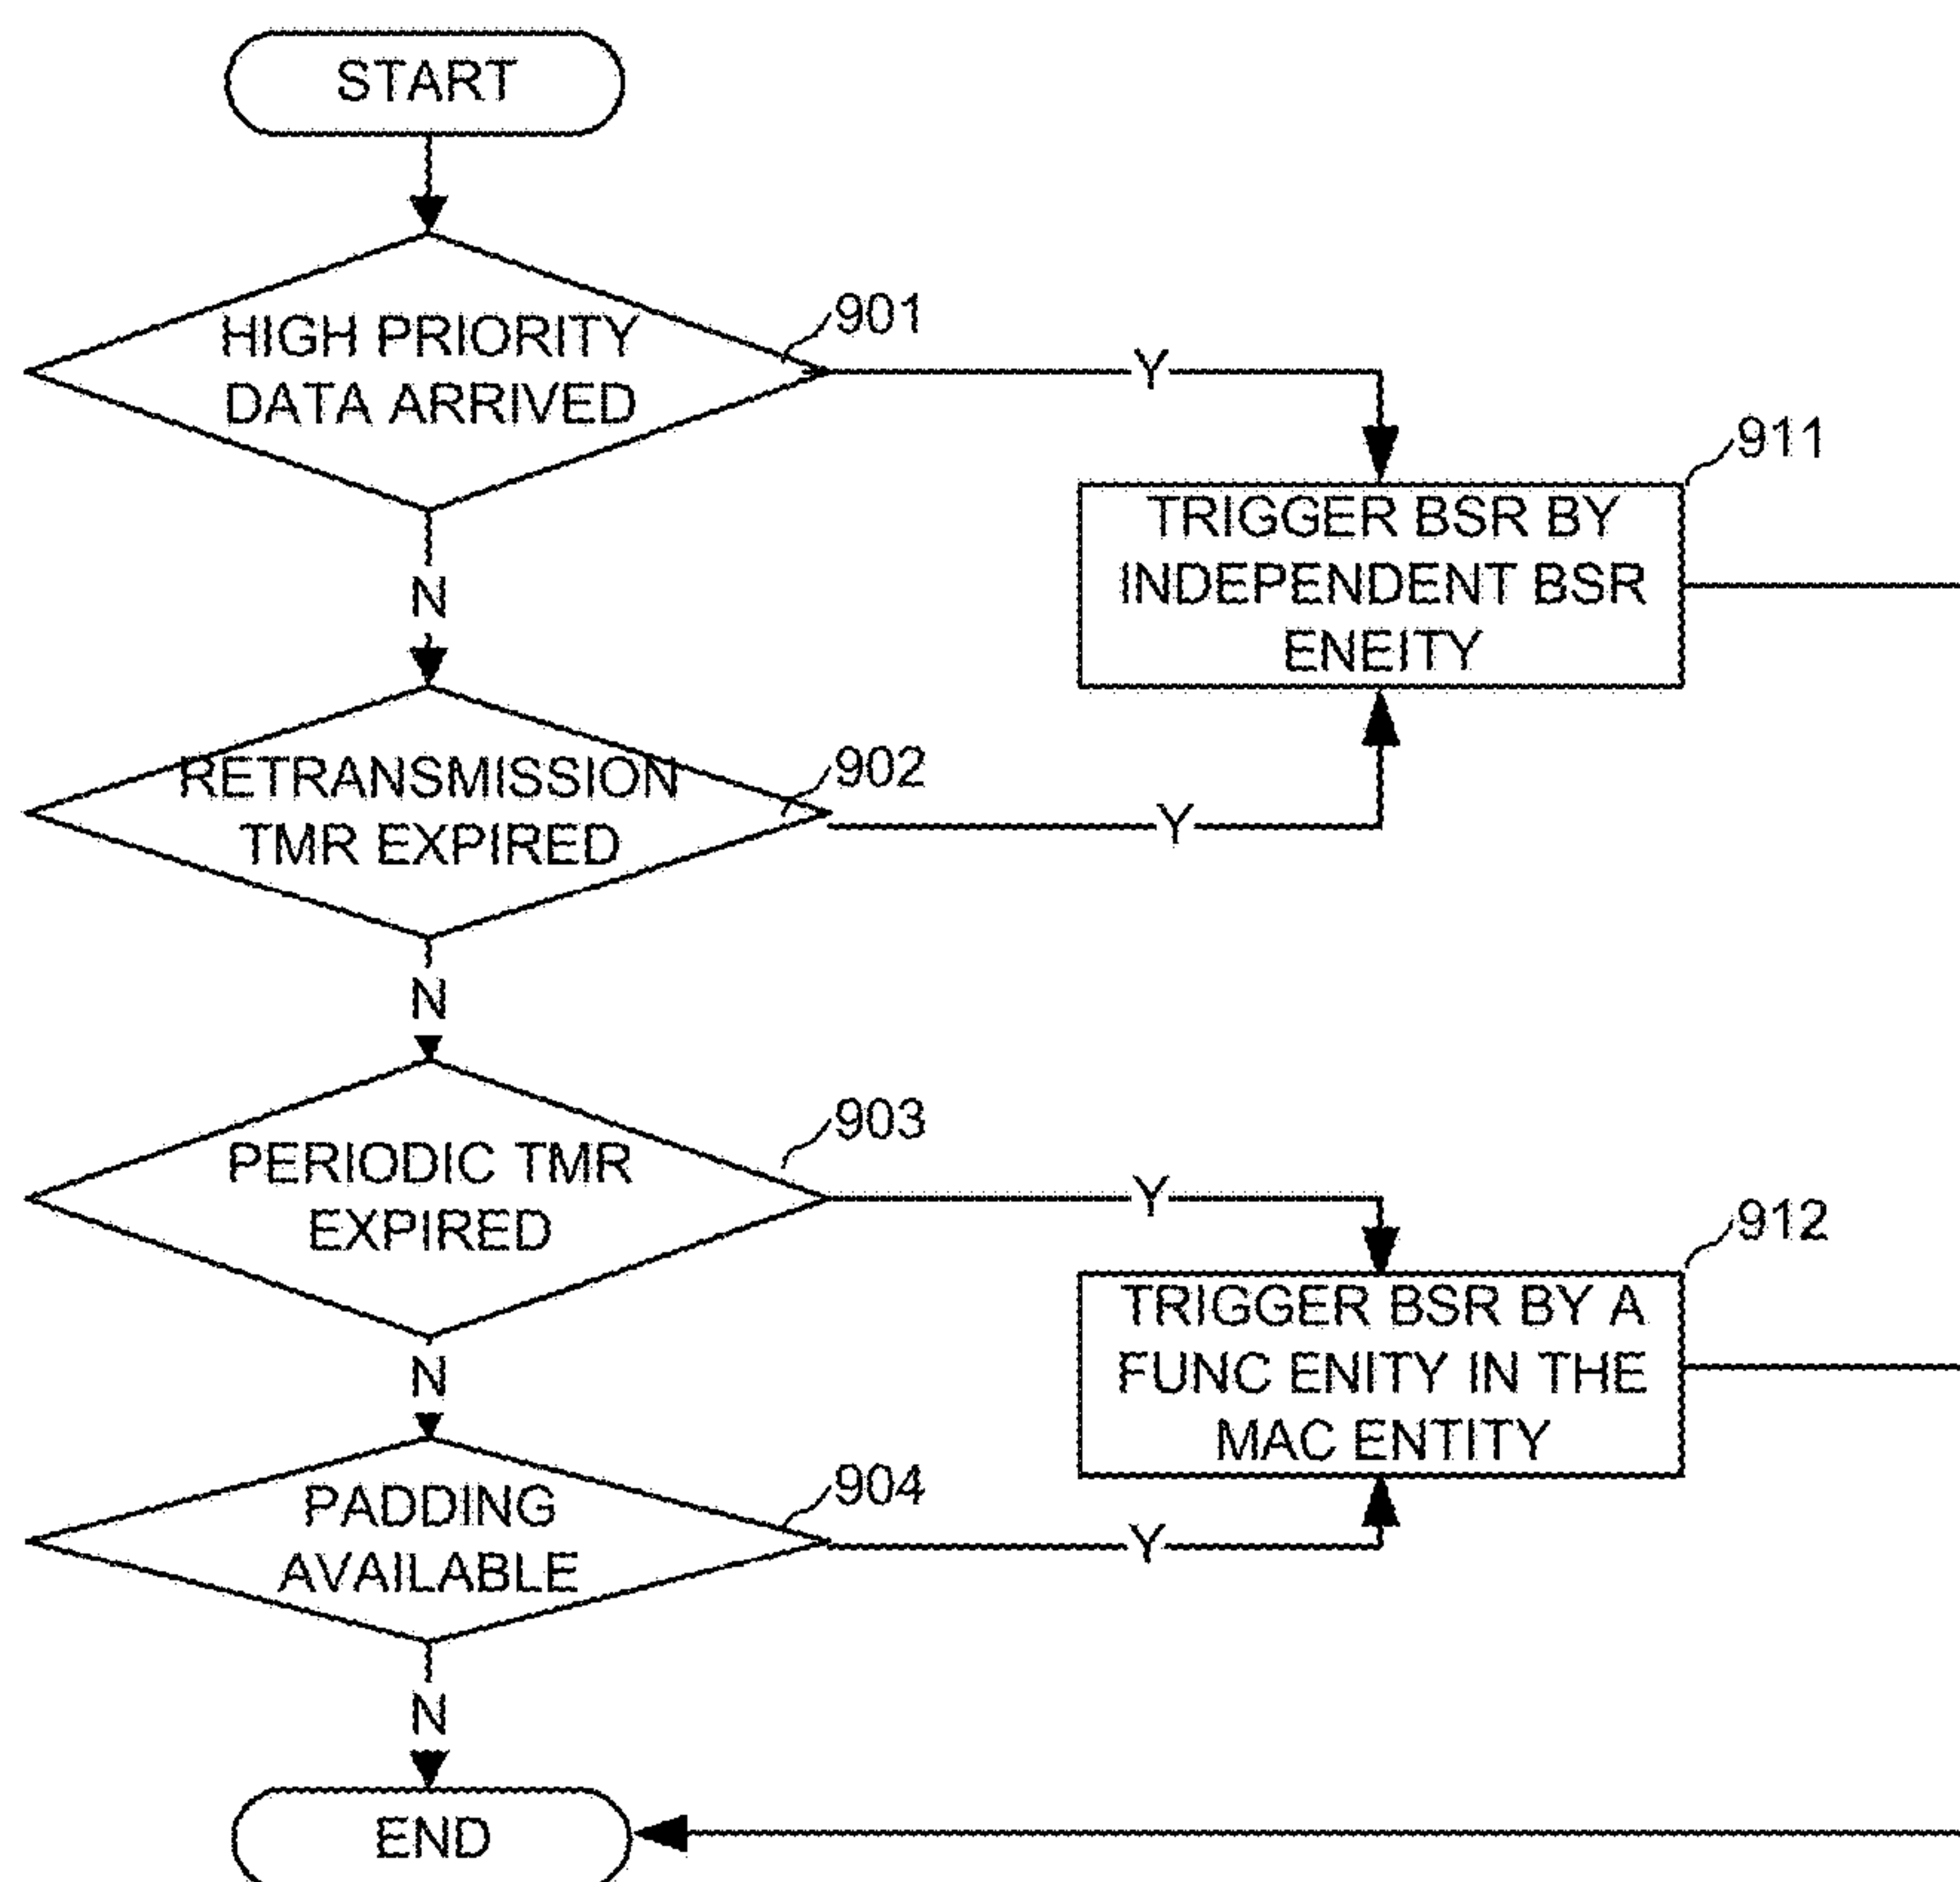 START
HIGH PRIORITY
DATA ARRIVED
901
Y
911
TRIGGER BSR BY
INDEPENDENT BSR
ENEITY
N
RETRANSMISSION
TMR EXPIRED
902
Y
N
PERIODIC TMR
EXPIRED
903
Y
912
TRIGGER BSR BY A
FUNC ENITY IN THE
MAC ENTITY
N
PADDING
AVAILABLE
904
Y
N
END